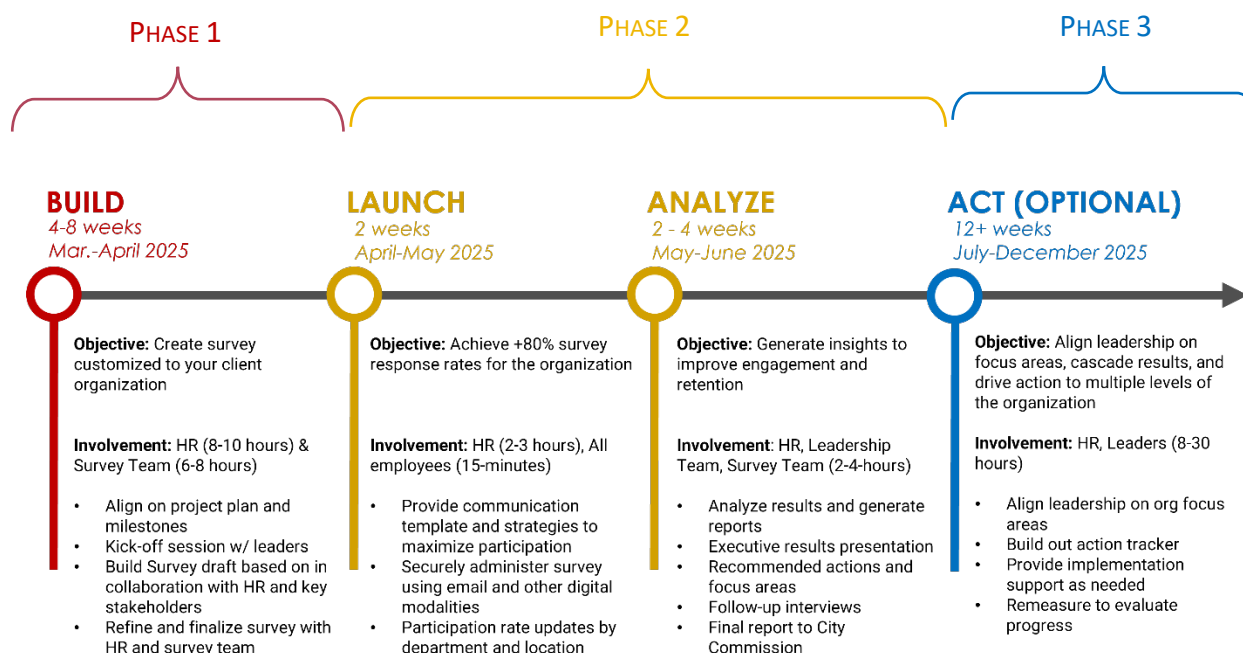 PHASE 1
PHASE 2
PHASE 3
BUILD
4-8 weeks
Mar.-April 2025
LAUNCH
2 weeks
April-May 2025
ANALYZE
2 - 4 weeks
May-June 2025
ACT (OPTIONAL)
12+ weeks
July-December 2025
Objective: Create survey
customized to your client
organization
Involvement: HR (8-10 hours) &
Survey Team (6-8 hours)
• Align on project plan and
milestones
• Kick-off session w/ leaders
• Build Survey draft based on in
collaboration with HR and key
stakeholders
• Refine and finalize survey with
HR and survey team
Objective: Achieve +80% survey
response rates for the organization
Involvement: HR (2-3 hours), All
employees (15-minutes)
• Provide communication
template and strategies to
maximize participation
• Securely administer survey
using email and other digital
modalities
• Participation rate updates by
department and location
Objective: Generate insights to
improve engagement and
retention
Involvement: HR, Leadership
Team, Survey Team (2-4-hours)
• Analyze results and generate
reports
• Executive results presentation
• Recommended actions and
focus areas
• Follow-up interviews
• Final report to City
Commission
Objective: Align leadership on
focus areas, cascade results, and
drive action to multiple levels of
the organization
Involvement: HR, Leaders (8-30
hours)
• Align leadership on org focus
areas
• Build out action tracker
• Provide implementation
support as needed
• Remeasure to evaluate
progress